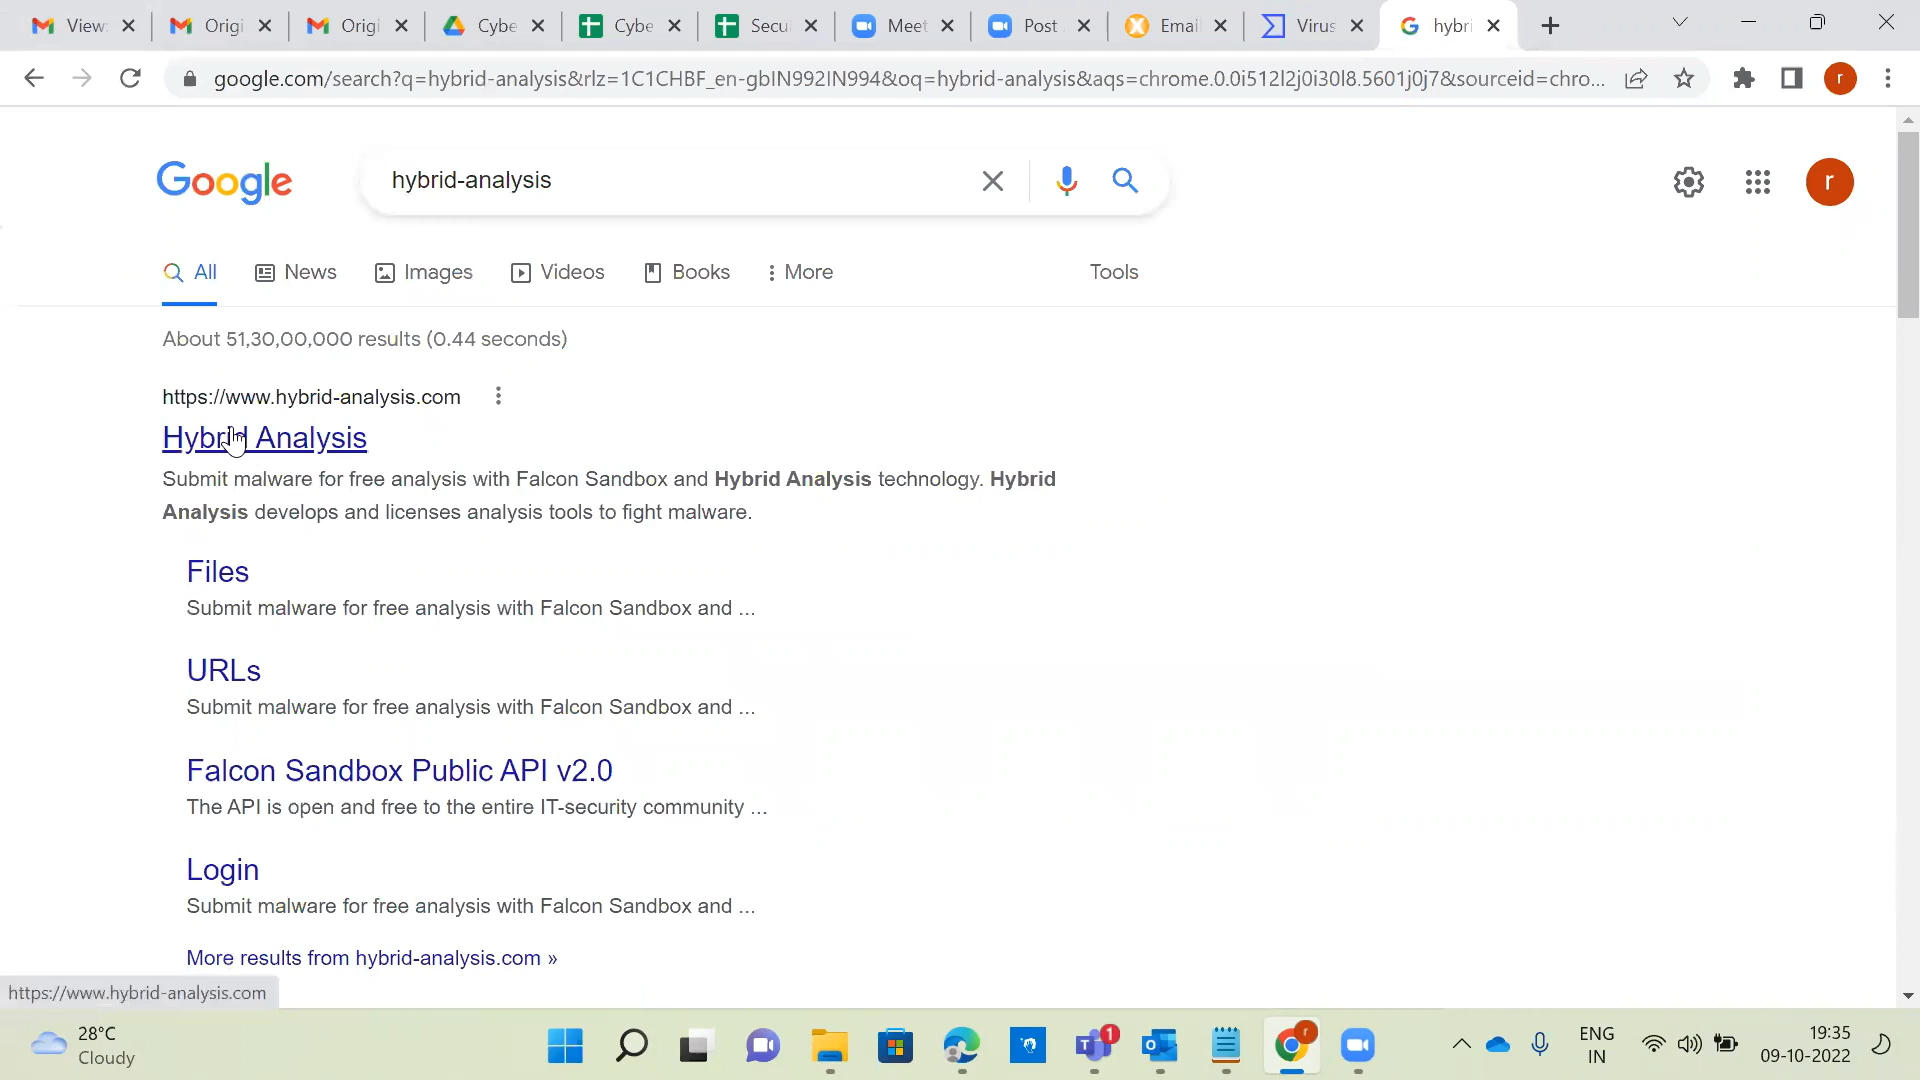 View
Origi
Origi
Cybe
Cybe
Secu
Meet
Post
Email
Virus
hybri
google.com/search?q=hybrid-analysis&rlz=1C1CHBF_en-gbIN992IN994&oq=hybrid-analysis&aqs=chrome.0.0i512l2j0i30l8.5601j0j7&sourceid=chro...
r
Google
hybrid-analysis
r
All
News
Images
Videos
Books
More
Tools
About 51,30,00,000 results (0.44 seconds)
https://www.hybrid-analysis.com
Hybrid Analysis
Submit malware for free analysis with Falcon Sandbox and Hybrid Analysis technology. Hybrid
Analysis develops and licenses analysis tools to fight malware.
Files
Submit malware for free analysis with Falcon Sandbox and ...
URLs
Submit malware for free analysis with Falcon Sandbox and ...
Falcon Sandbox Public API v2.0
The API is open and free to the entire IT-security community ...
Login
Submit malware for free analysis with Falcon Sandbox and ...
More results from hybrid-analysis.com »
https://www.hybrid-analysis.com
28°C
Cloudy
1
r
ENG
IN
19:35
09-10-2022